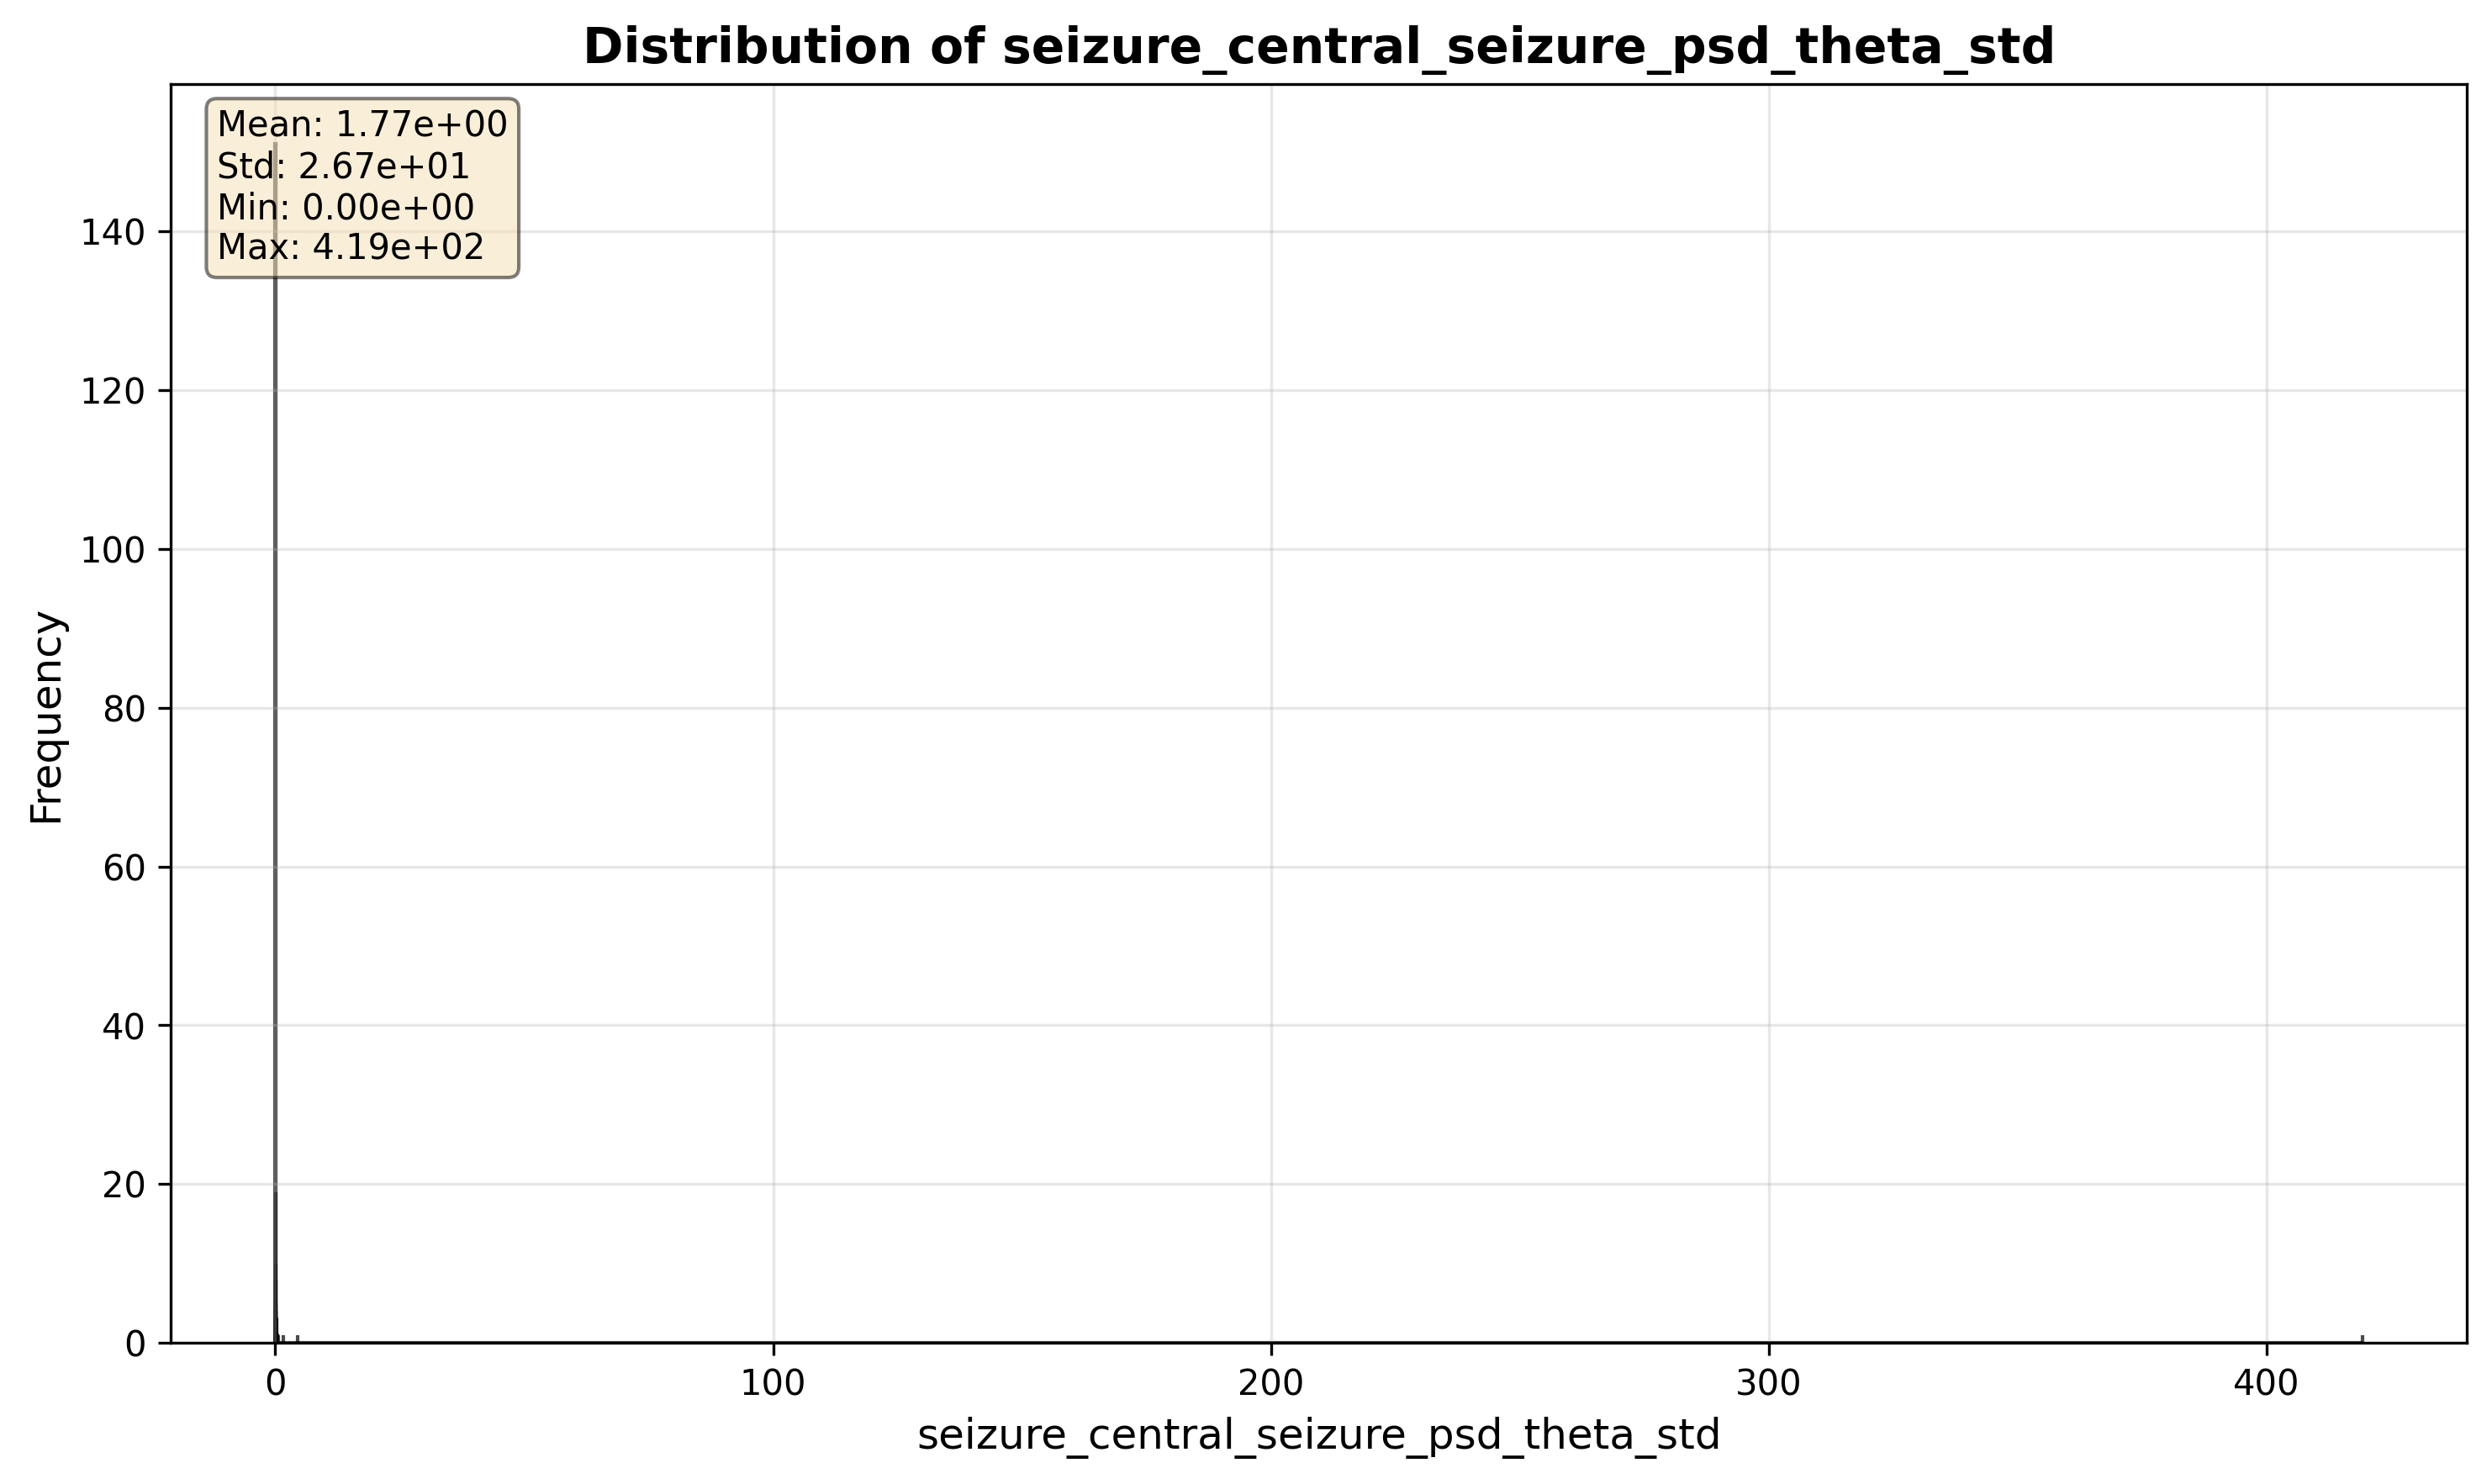 Distribution of seizure_central_seizure_psd_theta_std
Mean: 1.77e+00
Std: 2.67e+01
Min: 0.00e+00
Max: 4.19e+02
140
120
100
80
60
40
20
0
Frequency
0 100 200 300 400
seizure_central_seizure_psd_theta_std